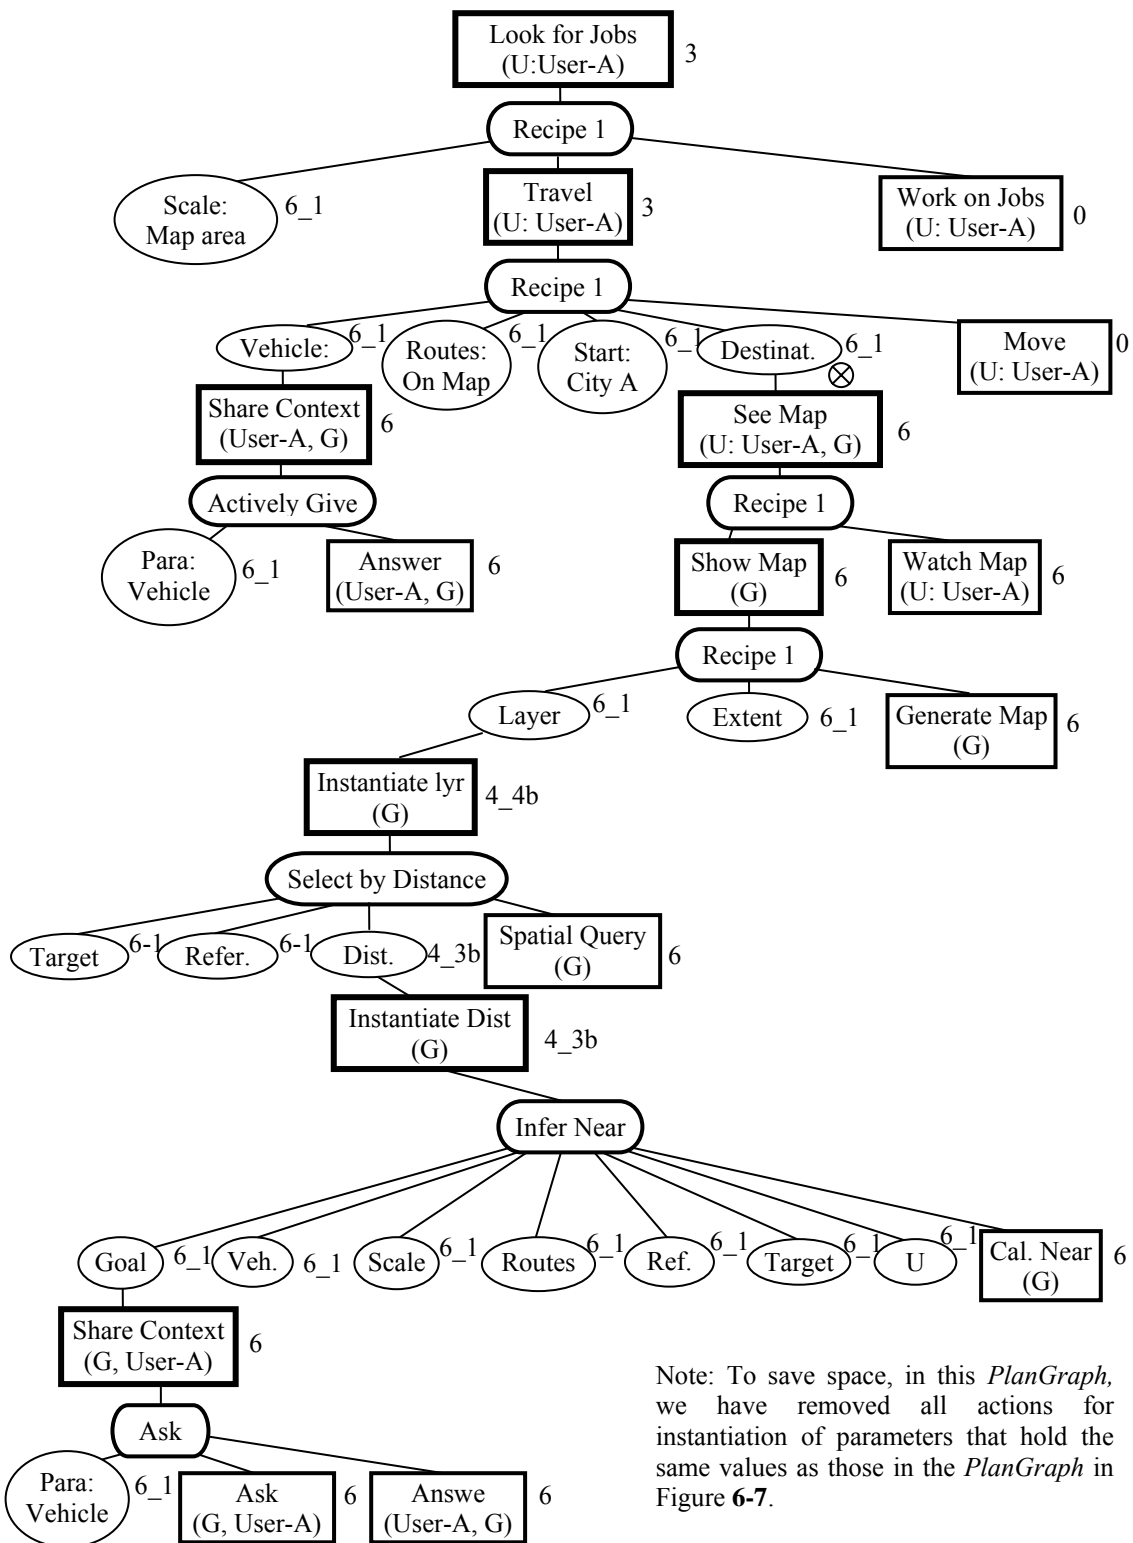 Look for Jobs
(U:User-A)
3
Recipe 1
Scale:
Map area
6_1
Travel
(U: User-A)
3
Work on Jobs
(U: User-A)
0
Recipe 1
Vehicle:
6_1
Routes:
On Map
6_1
Start:
City A
6_1
Destinat.
6_1
Move
(U: User-A)
0
Share Context
(User-A, G)
6
See Map
(U: User-A, G)
6
Actively Give
Recipe 1
Para:
Vehicle
6_1
Answer
(User-A, G)
6
Show Map
(G)
6
Watch Map
(U: User-A)
6
Recipe 1
Layer
6_1
Extent
6_1
Generate Map
(G)
6
Instantiate lyr
(G)
4_4b
Select by Distance
Target
6-1
Refer.
6-1
Dist.
4_3b
Spatial Query
(G)
6
Instantiate Dist
(G)
4_3b
Infer Near
Goal
6_1
Veh.
6_1
Scale
6_1
Routes
6_1
Ref.
6_1
Target
6_1
U
6_1
Cal. Near
(G)
6
Share Context
(G, User-A)
6
Ask
Para:
Vehicle
6_1
Ask
(G, User-A)
6
Answe
(User-A, G)
6
Note: To save space, in this PlanGraph,
we have removed all actions for
instantiation of parameters that hold the
same values as those in the PlanGraph in
Figure 6-7.